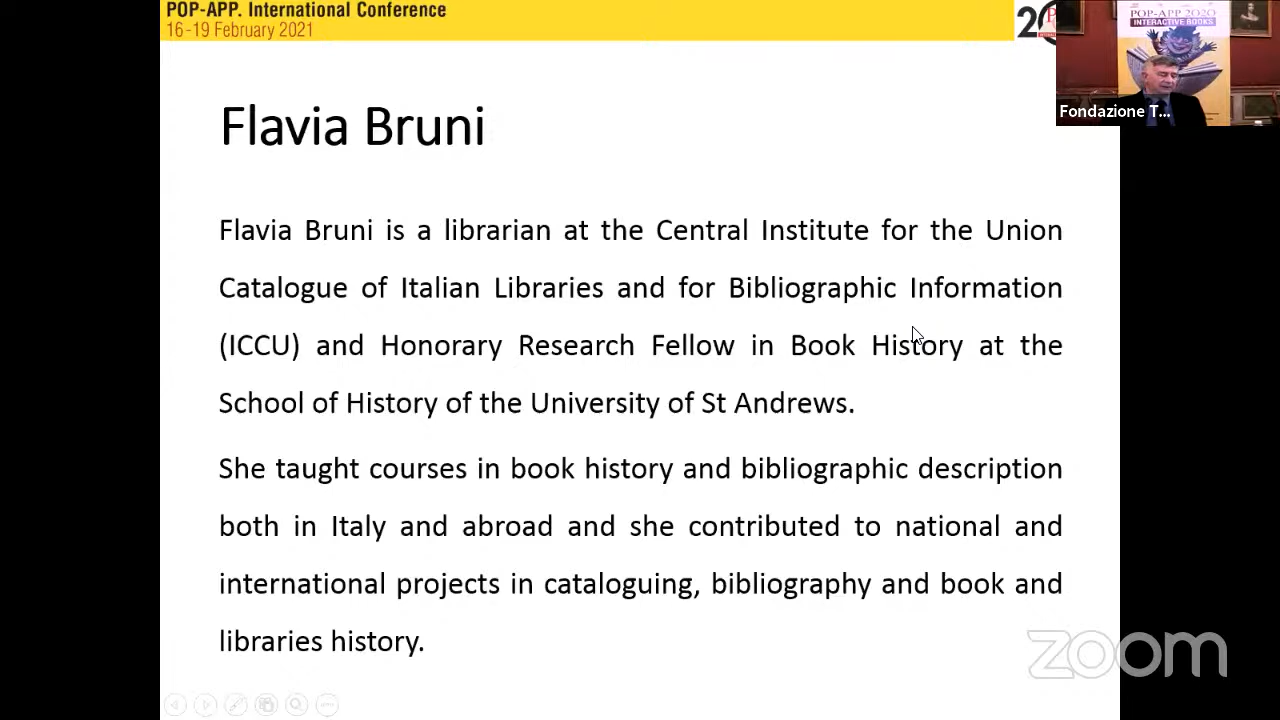 POP-APP. International Conference
16-19 February 2021
20
POP-APP 2020
INTERACTIVE BOOKS
Fondazione T...
Flavia Bruni
Flavia Bruni is a librarian at the Central Institute for the Union
Catalogue of Italian Libraries and for Bibliographic Information
(ICCU) and Honorary Research Fellow in Book History at the
School of History of the University of St Andrews.
She taught courses in book history and bibliographic description
both in Italy and abroad and she contributed to national and
international projects in cataloguing, bibliography and book and
libraries history.
zoom